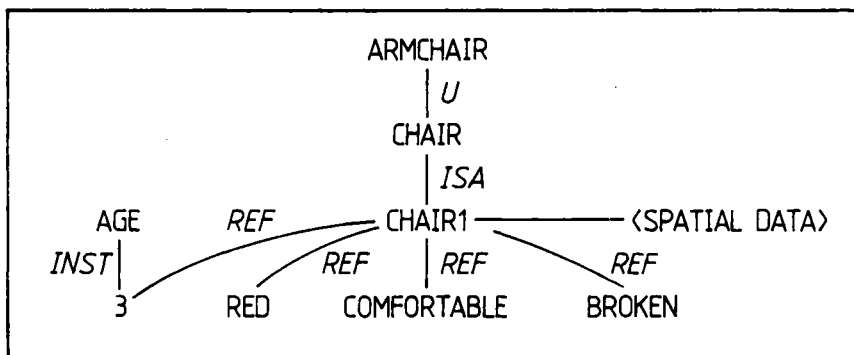 ARMCHAIR
U
CHAIR
ISA
AGE REF CHAIR1 <SPATIAL DATA>
INST REF REF REF
3 RED COMFORTABLE BROKEN